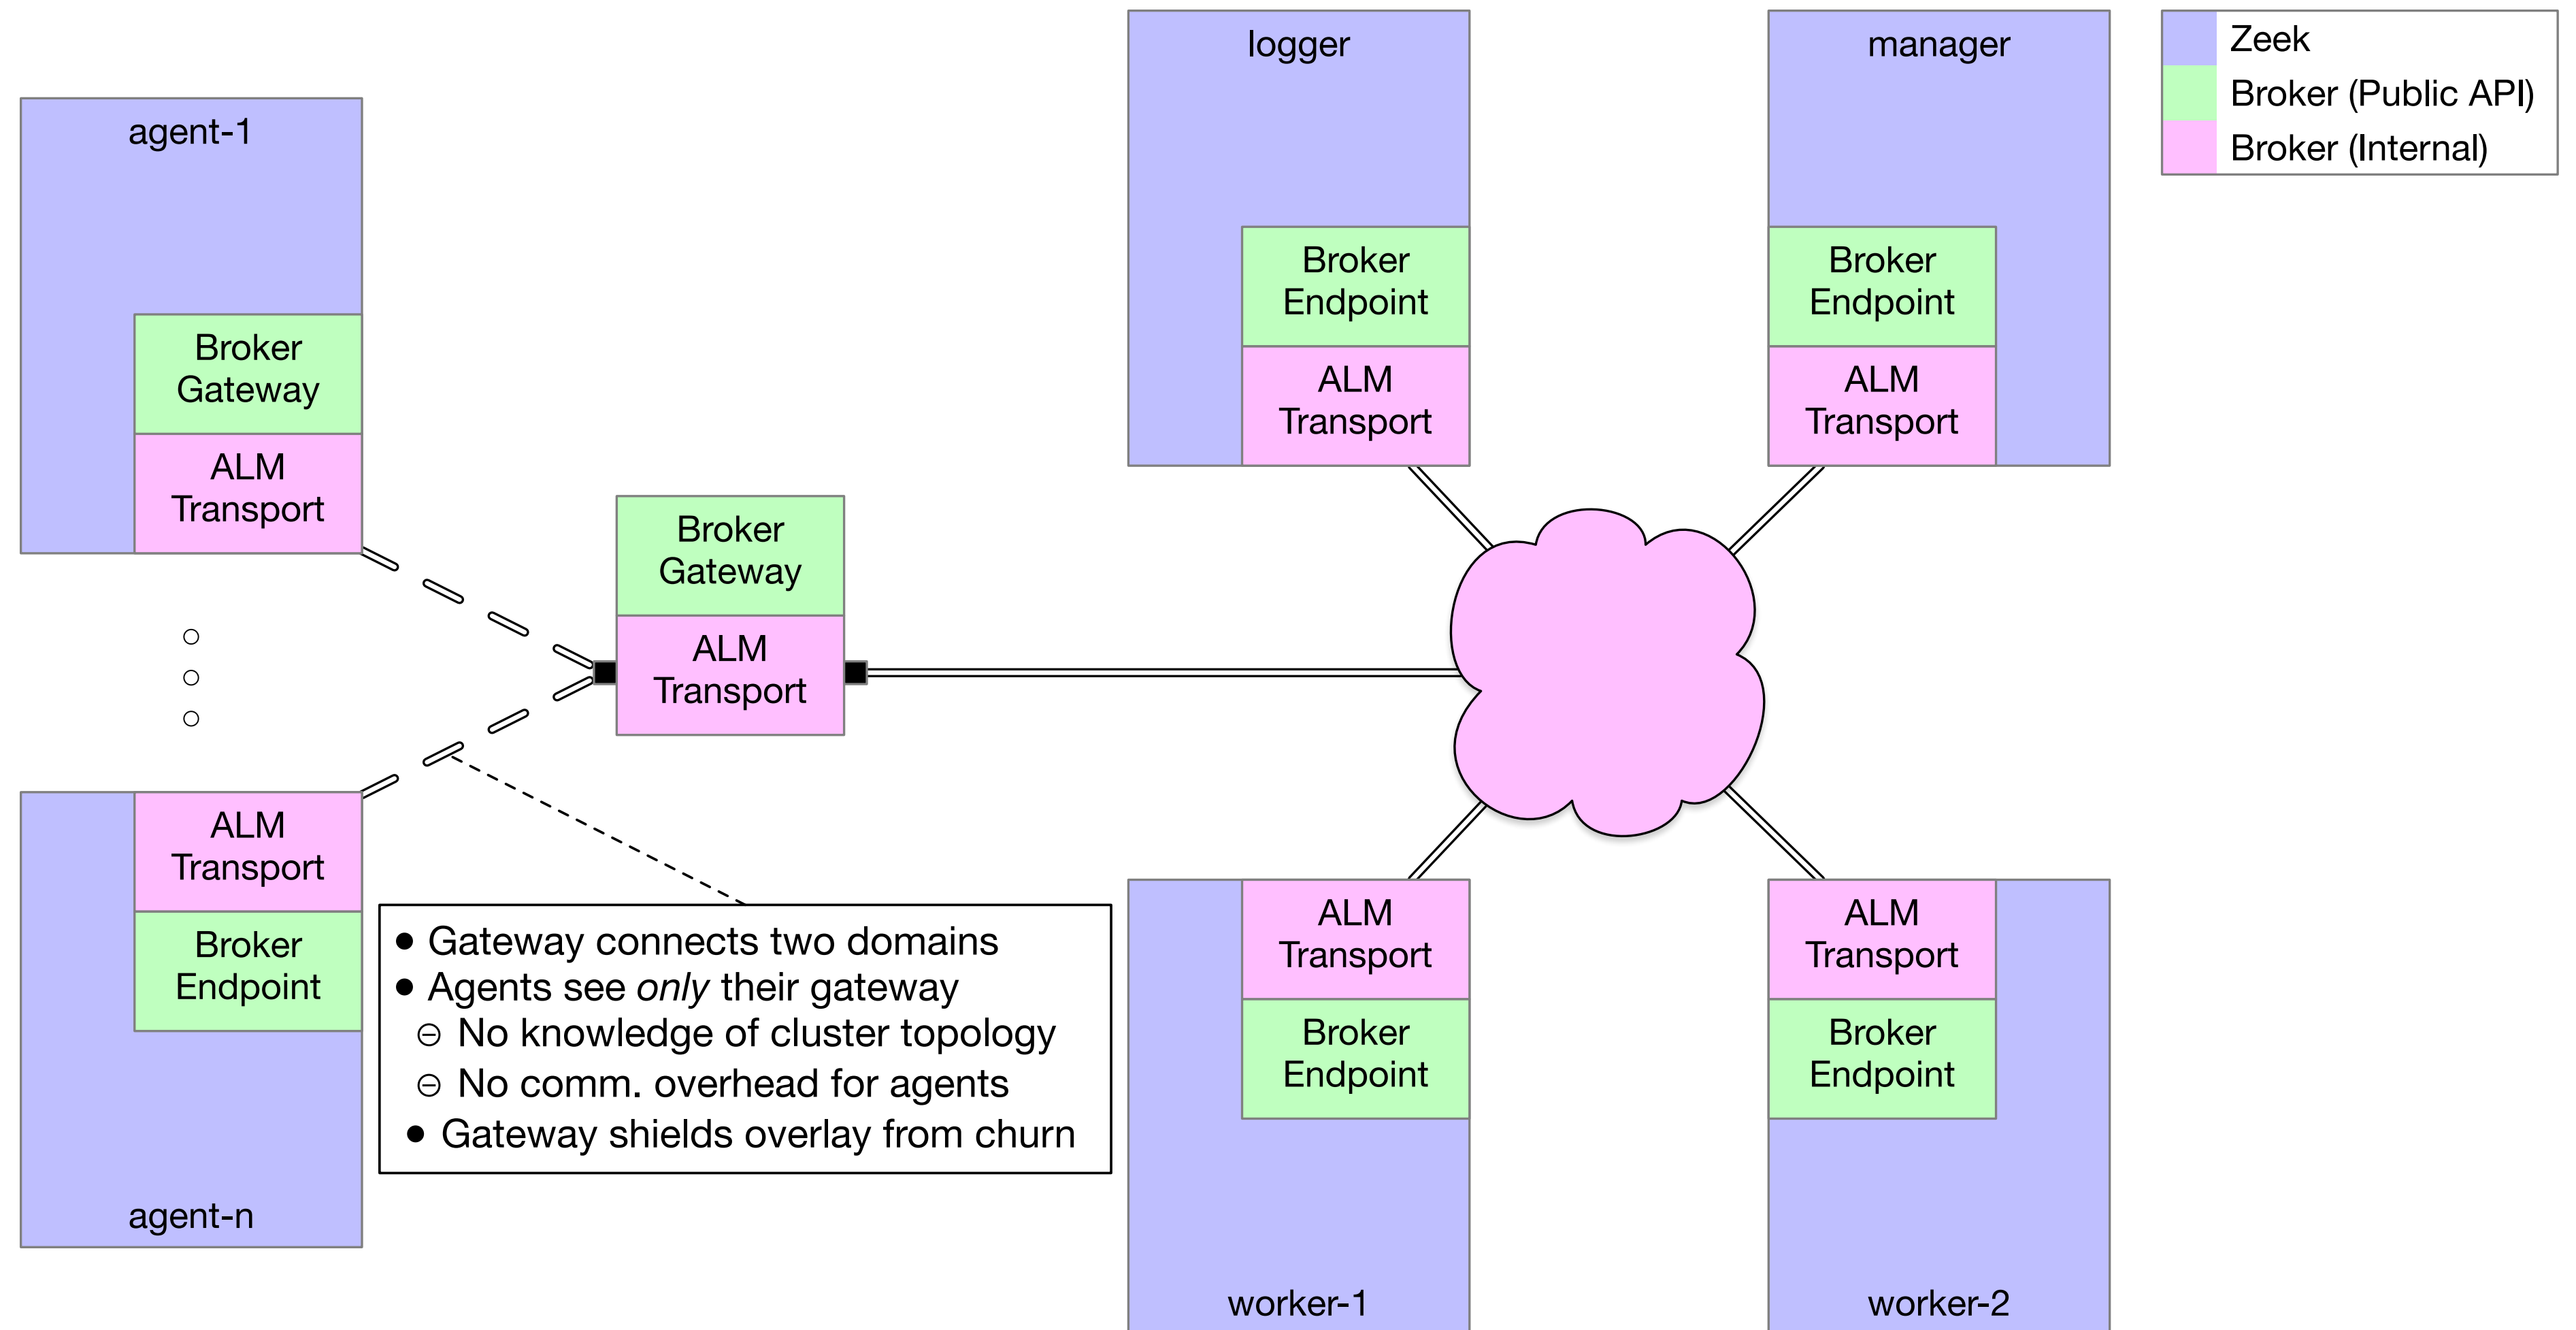 logger
manager
Zeek
Broker (Public API)
Broker (Internal)
agent-1
Broker
Endpoint
ALM
Transport
Broker
Endpoint
ALM
Transport
Broker
Gateway
ALM
Transport
Broker
Gateway
ALM
Transport
ALM
Transport
Broker
Endpoint
agent-n
● Gateway connects two domains
● Agents see only their gateway
⊖ No knowledge of cluster topology
⊖ No comm. overhead for agents
● Gateway shields overlay from churn
ALM
Transport
Broker
Endpoint
worker-1
ALM
Transport
Broker
Endpoint
worker-2